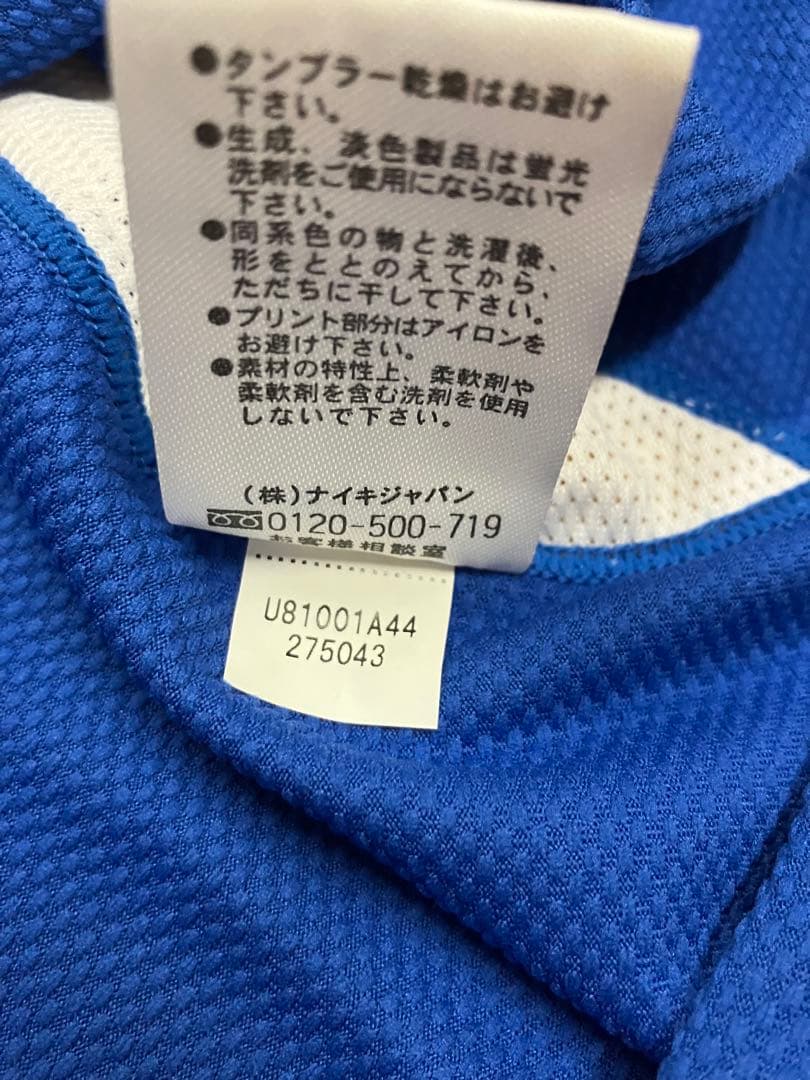 ●タンブラー乾燥はお避け
下さい。
●生成、淡色製品は蛍光
洗剤をご使用にならないで
下さい。
●同系色の物と洗濯後、
形をととのえてから、
ただちに干して下さい。
●プリント部分はアイロンを
お避け下さい。
●素材の特性上、柔軟剤や
柔軟剤を含む洗剤を使用
しないで下さい。
(株)ナイキジャパン
0120-500-719
お客様相談室
U81001A44
275043